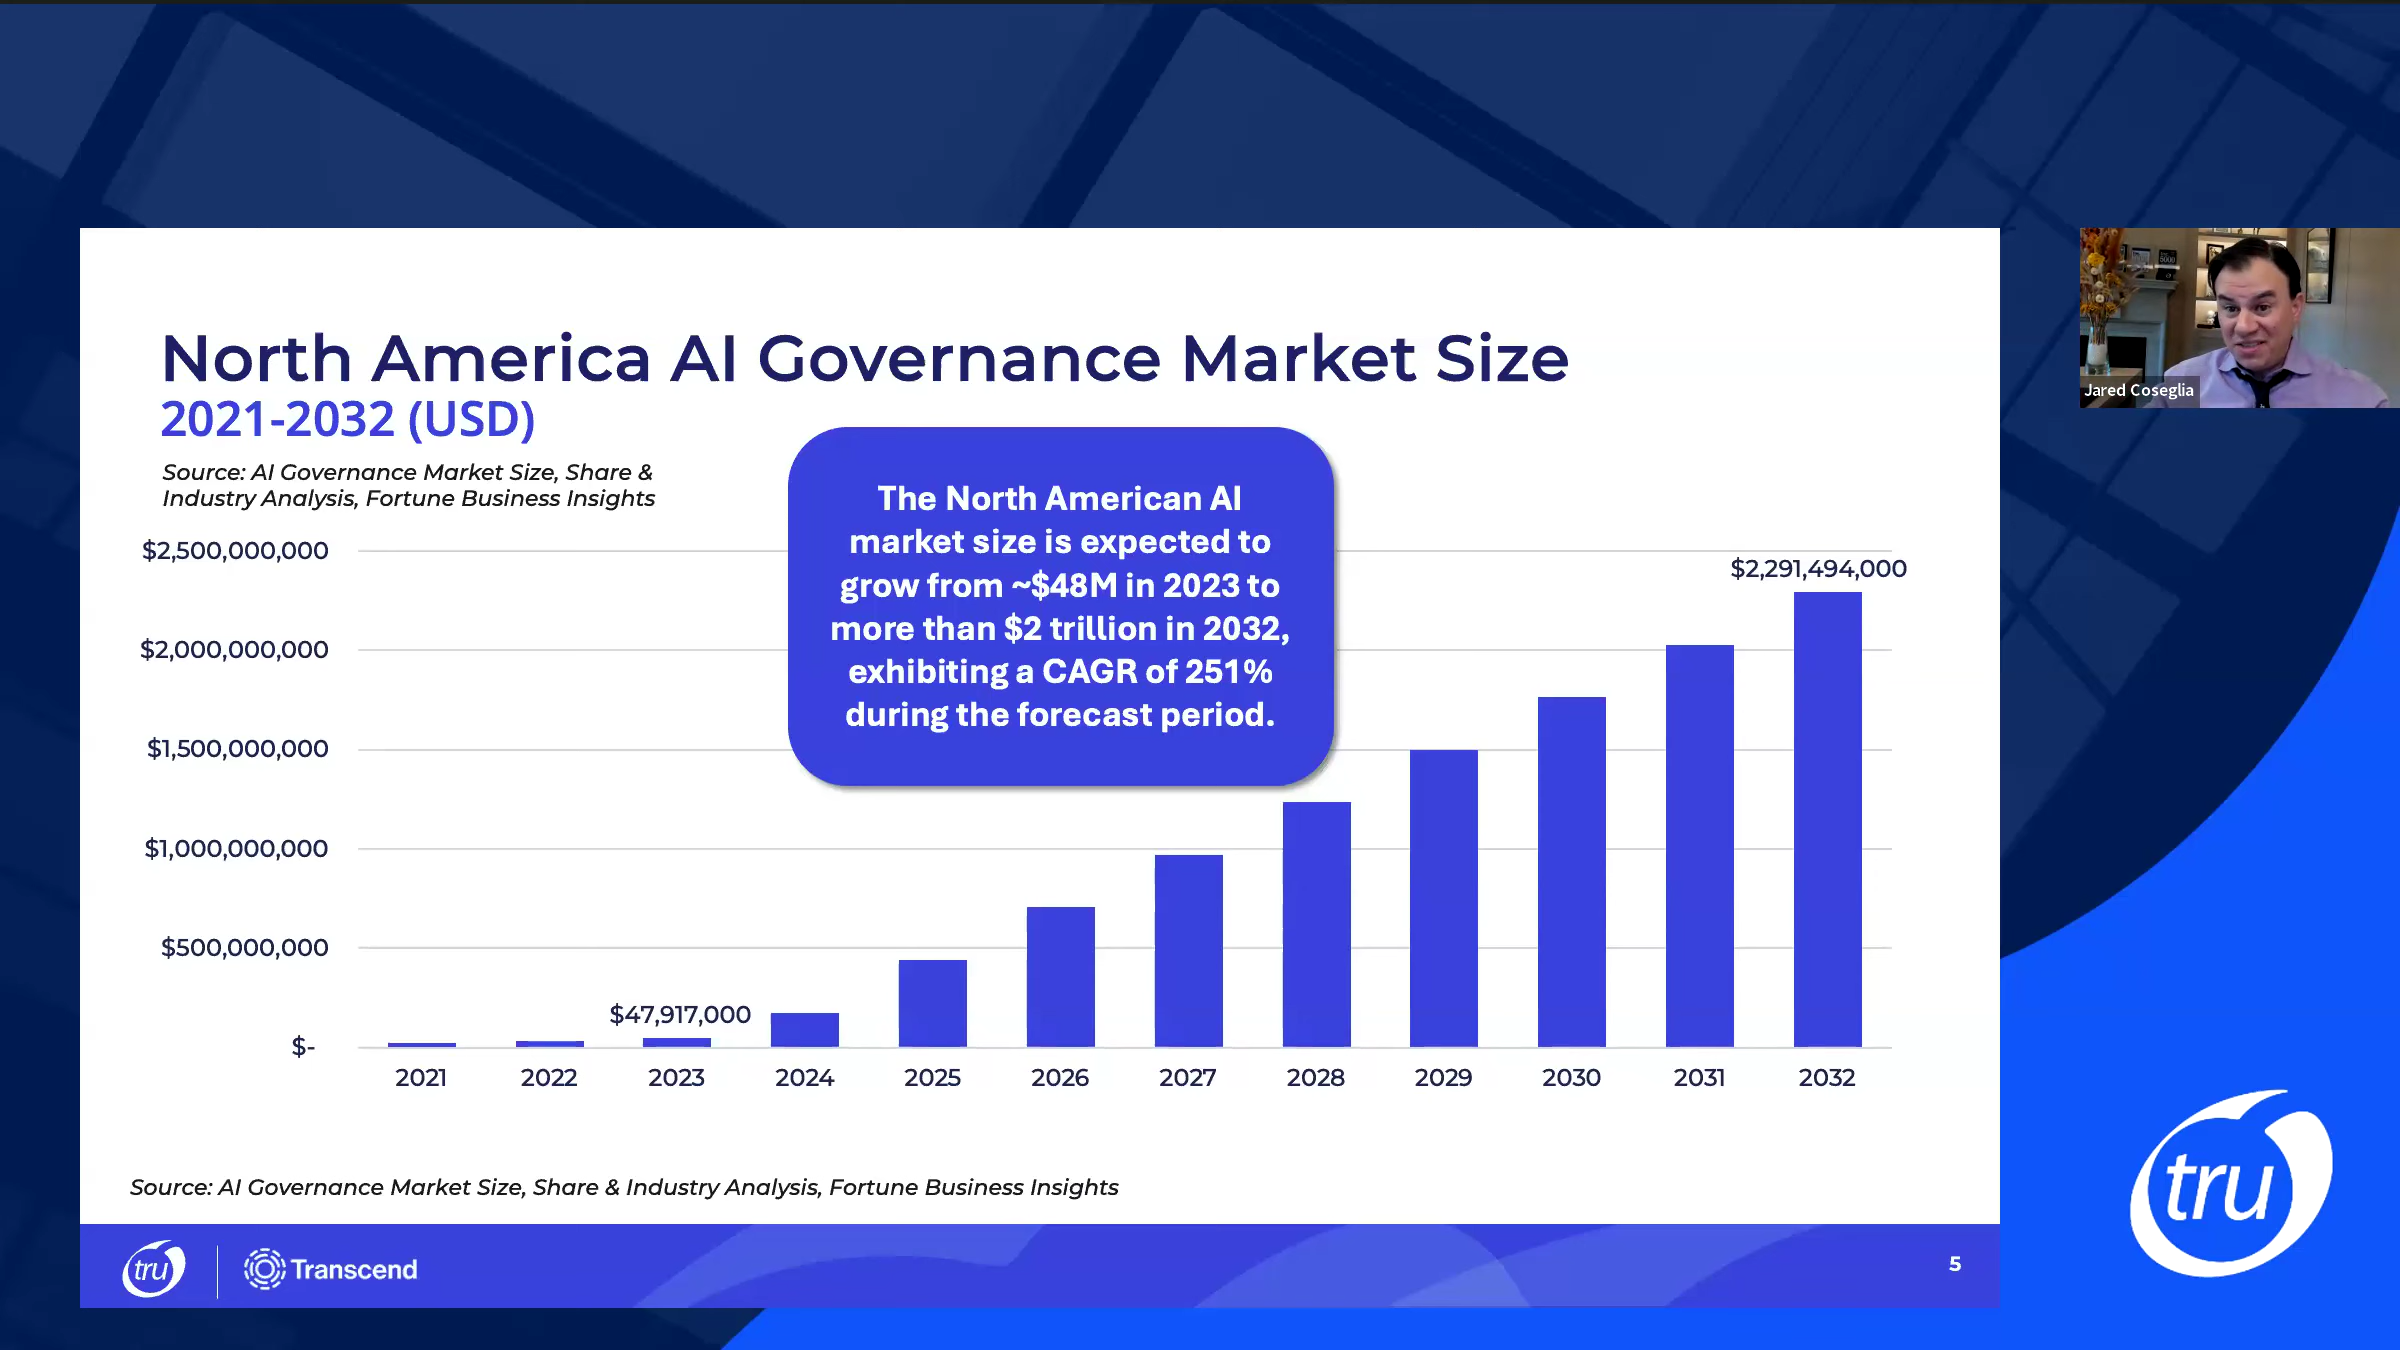 North America AI Governance Market Size
2021-2032 (USD)
Source: AI Governance Market Size, Share &
Industry Analysis, Fortune Business Insights
The North American AI
market size is expected to
grow from ~$48M in 2023 to
more than $2 trillion in 2032,
exhibiting a CAGR of 251%
during the forecast period.
$2,500,000,000
$2,000,000,000
$1,500,000,000
$1,000,000,000
$500,000,000
$-
$47,917,000
$2,291,494,000
2021 2022 2023 2024 2025 2026 2027 2028 2029 2030 2031 2032
Source: AI Governance Market Size, Share & Industry Analysis, Fortune Business Insights
tru
Transcend
5
Jared Coseglia
tru